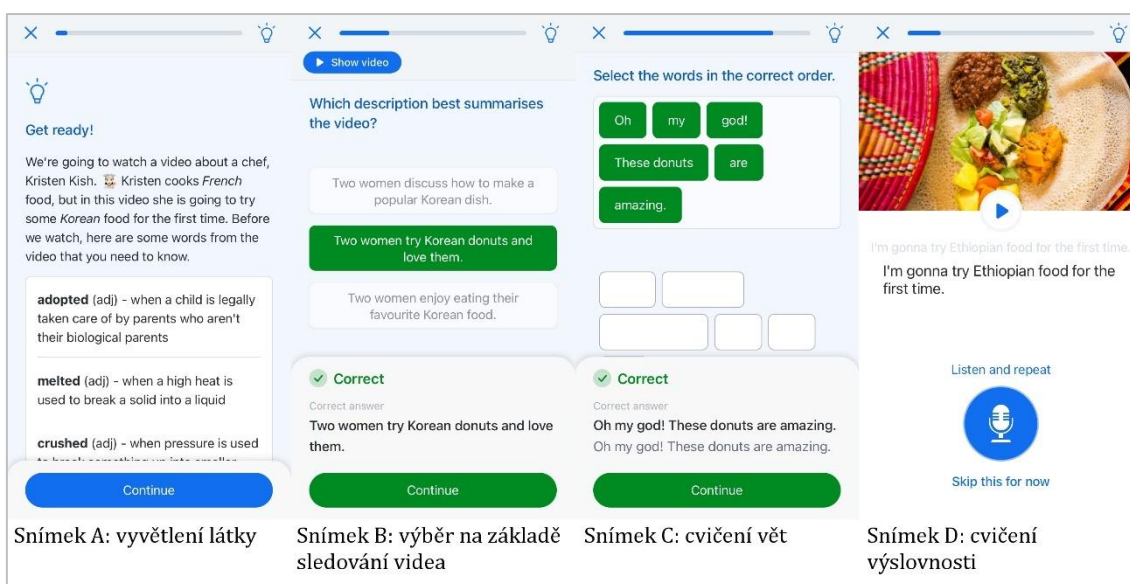 Get ready!
We're going to watch a video about a chef,
Kristen Kish. Kristen cooks French
food, but in this video she is going to try
some Korean food for the first time. Before
we watch, here are some words from the
video that you need to know.
adopted (adj) - when a child is legally
taken care of by parents who aren't
their biological parents
melted (adj) - when a high heat is
used to break a solid into a liquid
crushed (adj) - when pressure is used
Continue
Snímek A: vyvětlení látky
Show video
Which description best summarises
the video?
Two women discuss how to make a
popular Korean dish.
Two women try Korean donuts and
love them.
Two women enjoy eating their
favourite Korean food.
Correct
Correct answer
Two women try Korean donuts and love
them.
Continue
Snímek B: výběr na základě
sledování videa
Select the words in the correct order.
Oh my god!
These donuts are
amazing.
Correct
Correct answer
Oh my god! These donuts are amazing.
Oh my god! These donuts are amazing.
Continue
Snímek C: cvičení vět
I'm gonna try Ethiopian food for the first time.
I'm gonna try Ethiopian food for the
first time.
Listen and repeat
Skip this for now
Snímek D: cvičení
výslovnosti